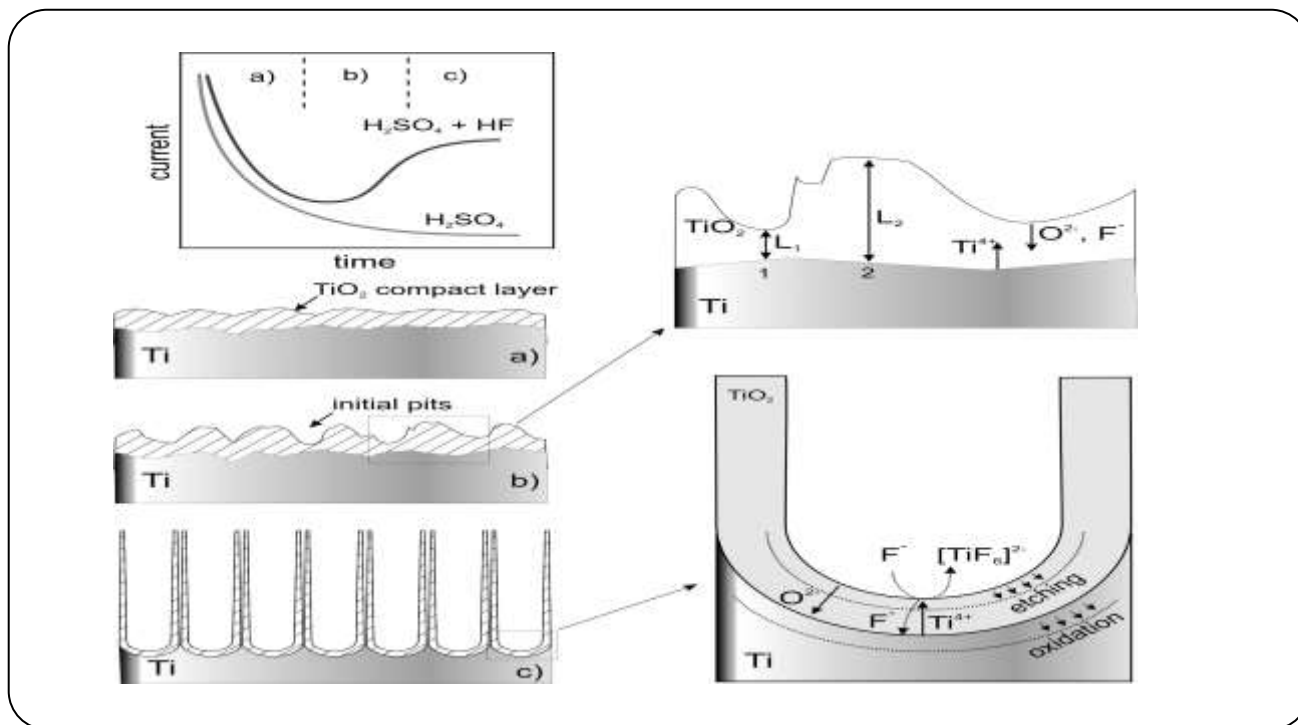 a)
b)
c)
H₂SO₄ + HF
H₂SO₄
current
time
TiO₂ compact layer
Ti
a)
initial pits
Ti
b)
Ti
c)
TiO₂
L₁
L₂
Ti⁴⁺
O²⁻, F⁻
1
2
Ti
TiO₂
F⁻
[TiF₆]²⁻
O²⁻
F⁻
Ti⁴⁺
etching
oxidation
Ti